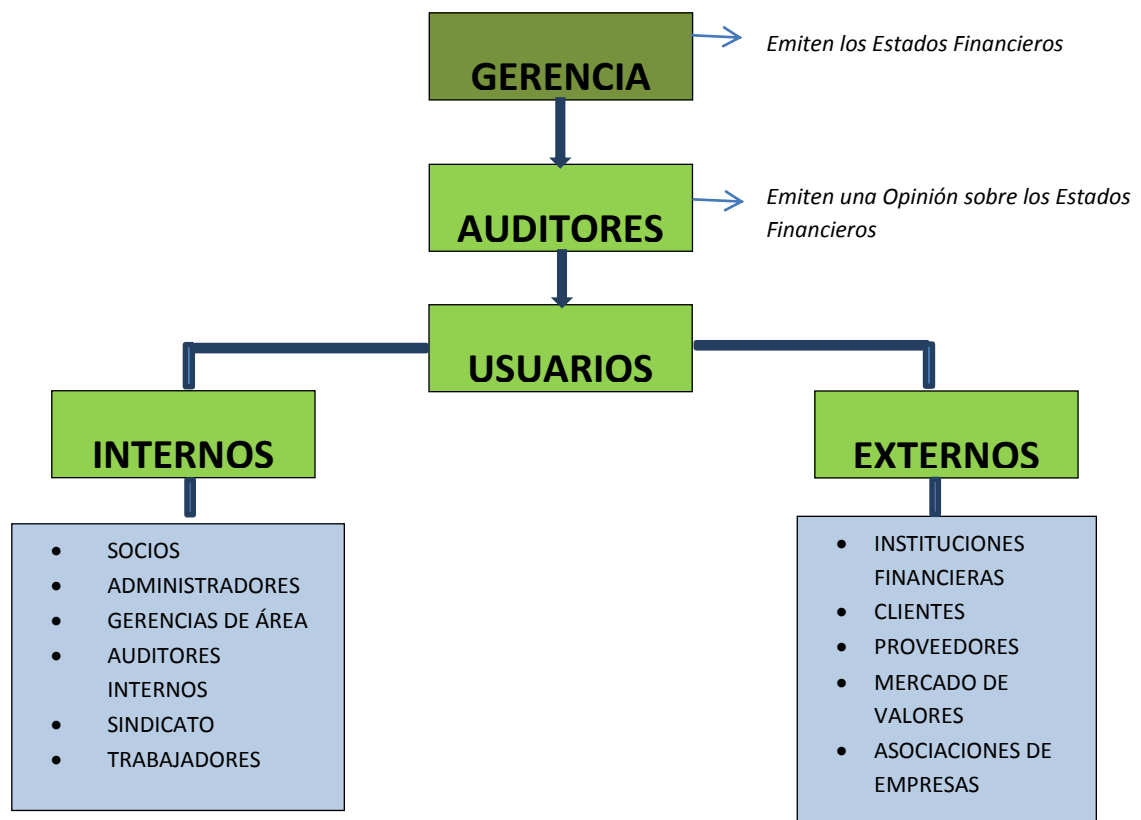 GERENCIA
Emiten los Estados Financieros
AUDITORES
Emiten una Opinión sobre los Estados
Financieros
USUARIOS
INTERNOS
• SOCIOS
• ADMINISTRADORES
• GERENCIAS DE ÁREA
• AUDITORES
INTERNOS
• SINDICATO
• TRABAJADORES
EXTERNOS
• INSTITUCIONES
FINANCIERAS
• CLIENTES
• PROVEEDORES
• MERCADO DE
VALORES
• ASOCIACIONES DE
EMPRESAS